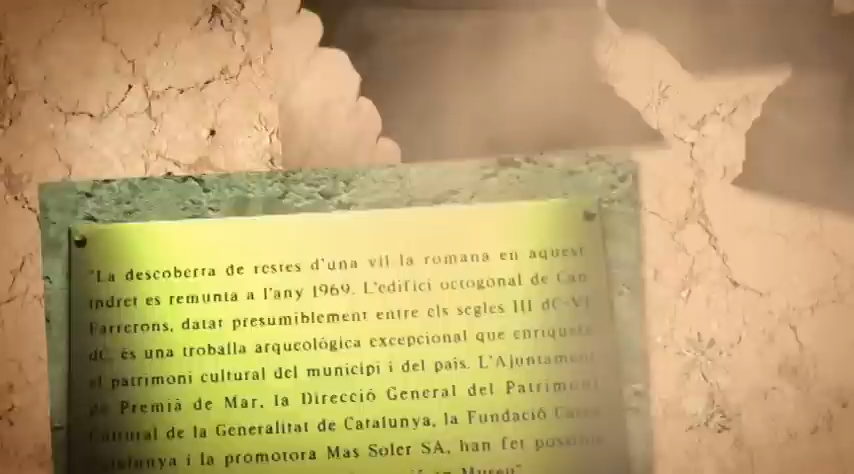 "La descoberta de restes d'una vil·la romana en aquest
indret es remunta a l'any 1969. L'edifici octogonal de Can
Farrerons, datat presumiblement entre els segles III dC-VI
dC, és una troballa arqueològica excepcional que enriqueix
el patrimoni cultural del municipi i del país. L'Ajuntament
de Premià de Mar, la Direcció General del Patrimoni
Cultural de la Generalitat de Catalunya, la Fundació
Catalunya i la promotora Mas Soler SA, han fet possible
en Museu"